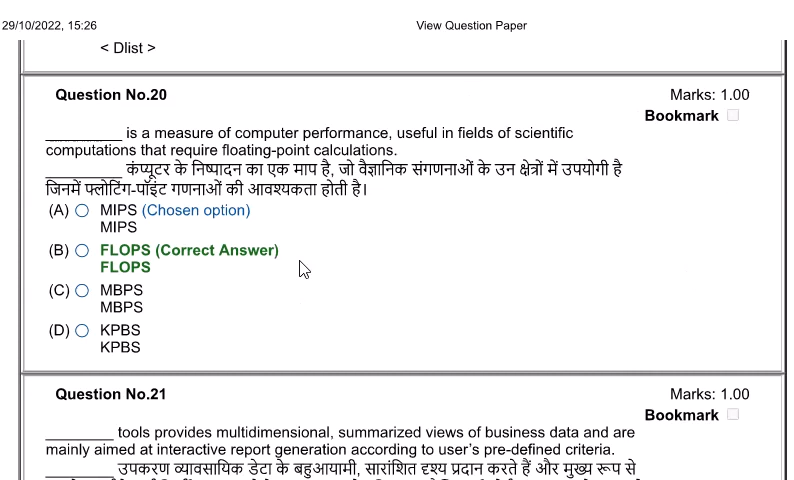 29/10/2022, 15:26 View Question Paper
< Dlist >
Question No.20 Marks: 1.00
Bookmark
_________ is a measure of computer performance, useful in fields of scientific
computations that require floating-point calculations.
_________ कंप्यूटर के निष्पादन का एक माप है, जो वैज्ञानिक संगणनाओं के उन क्षेत्रों में उपयोगी है
जिनमें फ्लोटिंग-पॉइंट गणनाओं की आवश्यकता होती है।
(A) MIPS (Chosen option)
MIPS
(B) FLOPS (Correct Answer)
FLOPS
(C) MBPS
MBPS
(D) KPBS
KPBS
Question No.21 Marks: 1.00
Bookmark
________ tools provides multidimensional, summarized views of business data and are
mainly aimed at interactive report generation according to user's pre-defined criteria.
________ उपकरण व्यावसायिक डेटा के बहुआयामी, सारांशित दृश्य प्रदान करते हैं और मुख्य रूप से